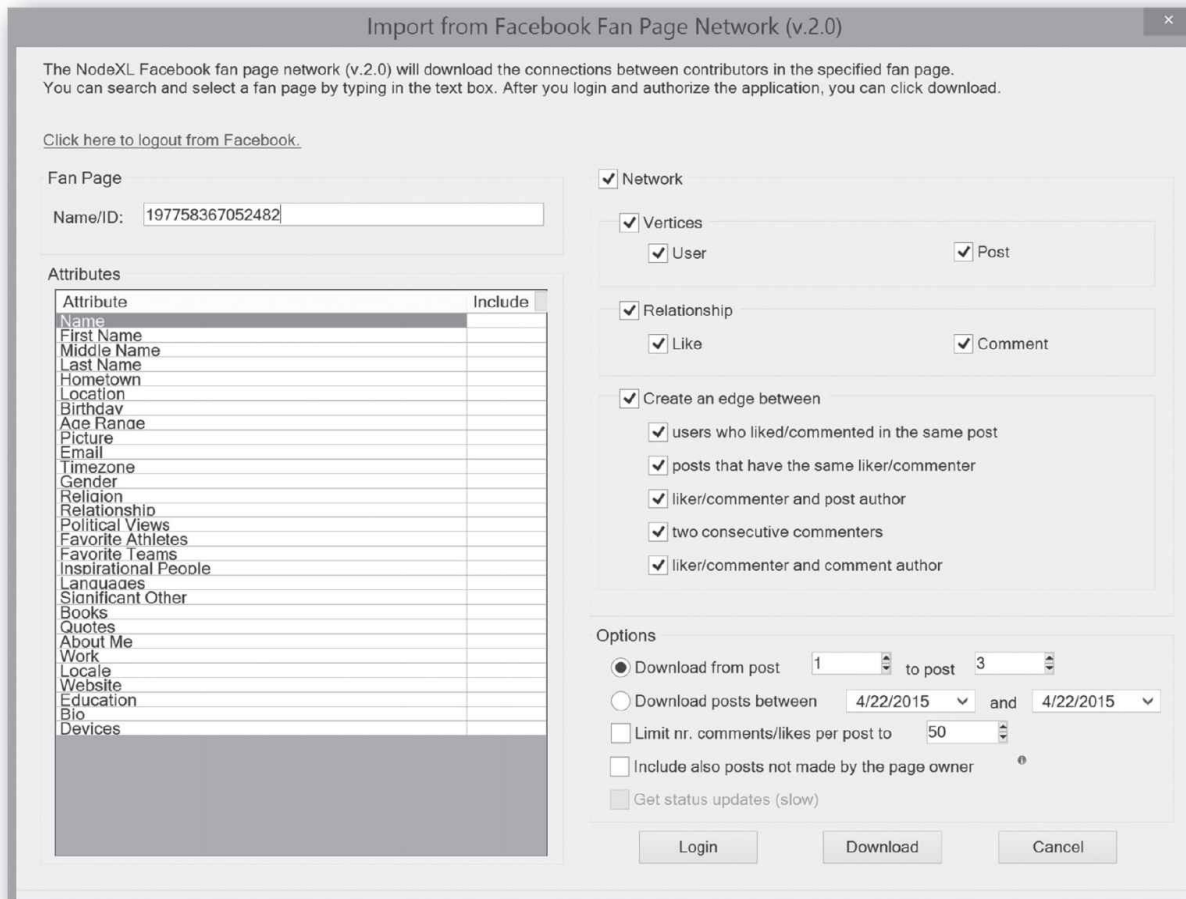 Import from Facebook Fan Page Network (v.2.0)
The NodeXL Facebook fan page network (v.2.0) will download the connections between contributors in the specified fan page.
You can search and select a fan page by typing in the text box. After you login and authorize the application, you can click download.
Click here to logout from Facebook.
Fan Page
Name/ID: 197758367052482
Attributes
Attribute Include
Name
First Name
Middle Name
Last Name
Hometown
Location
Birthday
Age Range
Picture
Email
Timezone
Gender
Religion
Relationship
Political Views
Favorite Athletes
Favorite Teams
Inspirational People
Languages
Significant Other
Books
Quotes
About Me
Work
Locale
Website
Education
Bio
Devices
Network
Vertices
User Post
Relationship
Like Comment
Create an edge between
users who liked/commented in the same post
posts that have the same liker/commenter
liker/commenter and post author
two consecutive commenters
liker/commenter and comment author
Options
Download from post 1 to post 3
Download posts between 4/22/2015 and 4/22/2015
Limit nr. comments/likes per post to 50
Include also posts not made by the page owner
Get status updates (slow)
Login Download Cancel